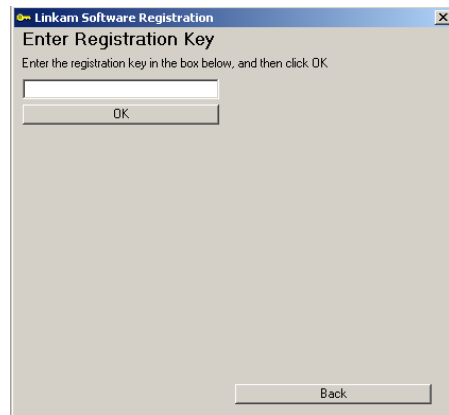 Linkam Software Registration
Enter Registration Key
Enter the registration key in the box below, and then click OK
OK
Back